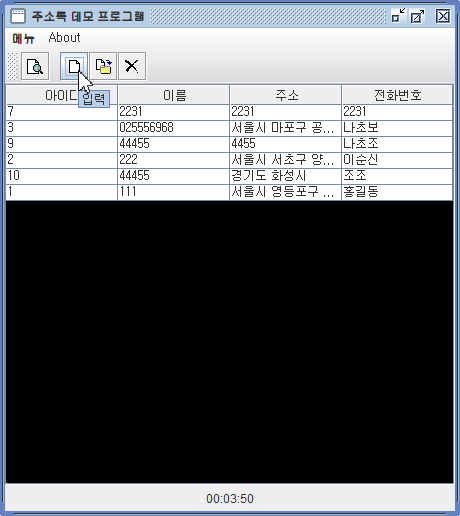 주소록 데모 프로그램
메뉴 About
입력
아이디 이름 주소 전화번호
7 2231 2231 2231
3 025556968 서울시 마포구 공... 나초보
9 44455 4455 나초조
2 222 서울시 서초구 양... 이순신
10 44455 경기도 화성시 조조
1 111 서울시 영등포구 ... 홍길동
00:03:50